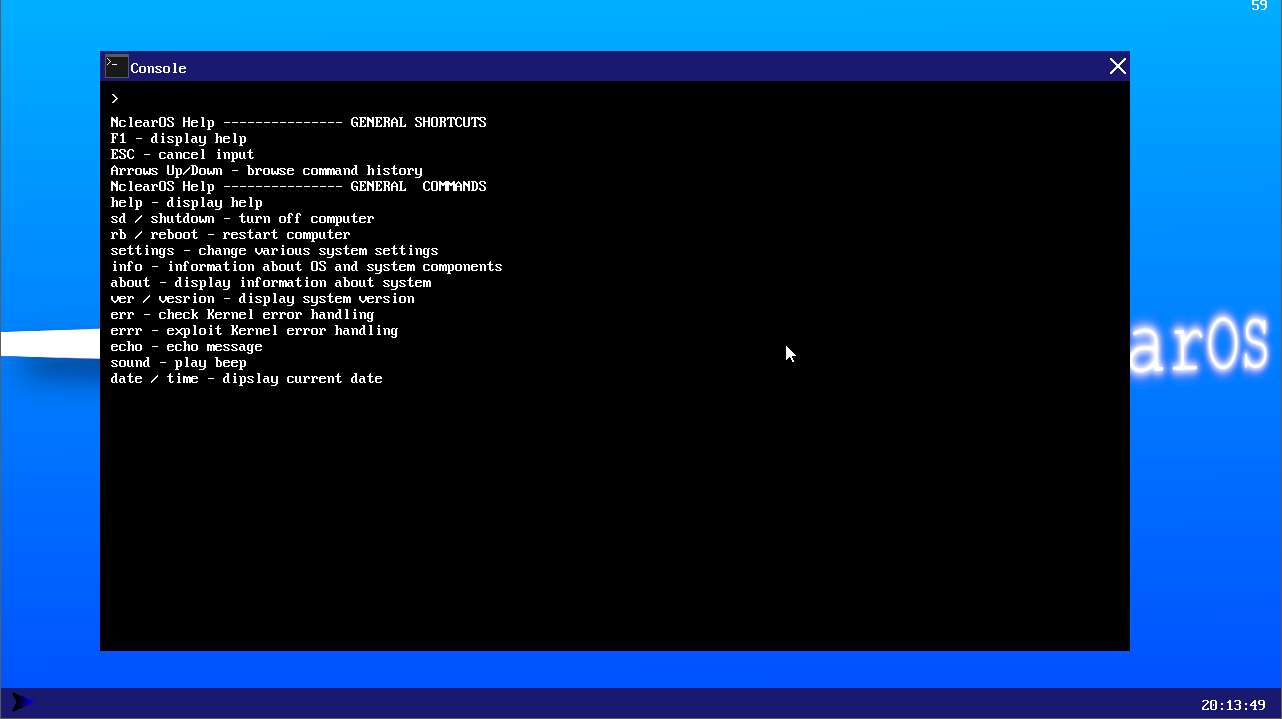 59
>_ Console
>
NclearOS Help --------------- GENERAL SHORTCUTS
F1 - display help
ESC - cancel input
Arrows Up/Down - browse command history
NclearOS Help --------------- GENERAL  COMMANDS
help - display help
sd / shutdown - turn off computer
rb / reboot - restart computer
settings - change various system settings
info - information about OS and system components
about - display information about system
ver / vesrion - display system version
err - check Kernel error handling
errr - exploit Kernel error handling
echo - echo message
sound - play beep
date / time - dipslay current date
arOS
20:13:49